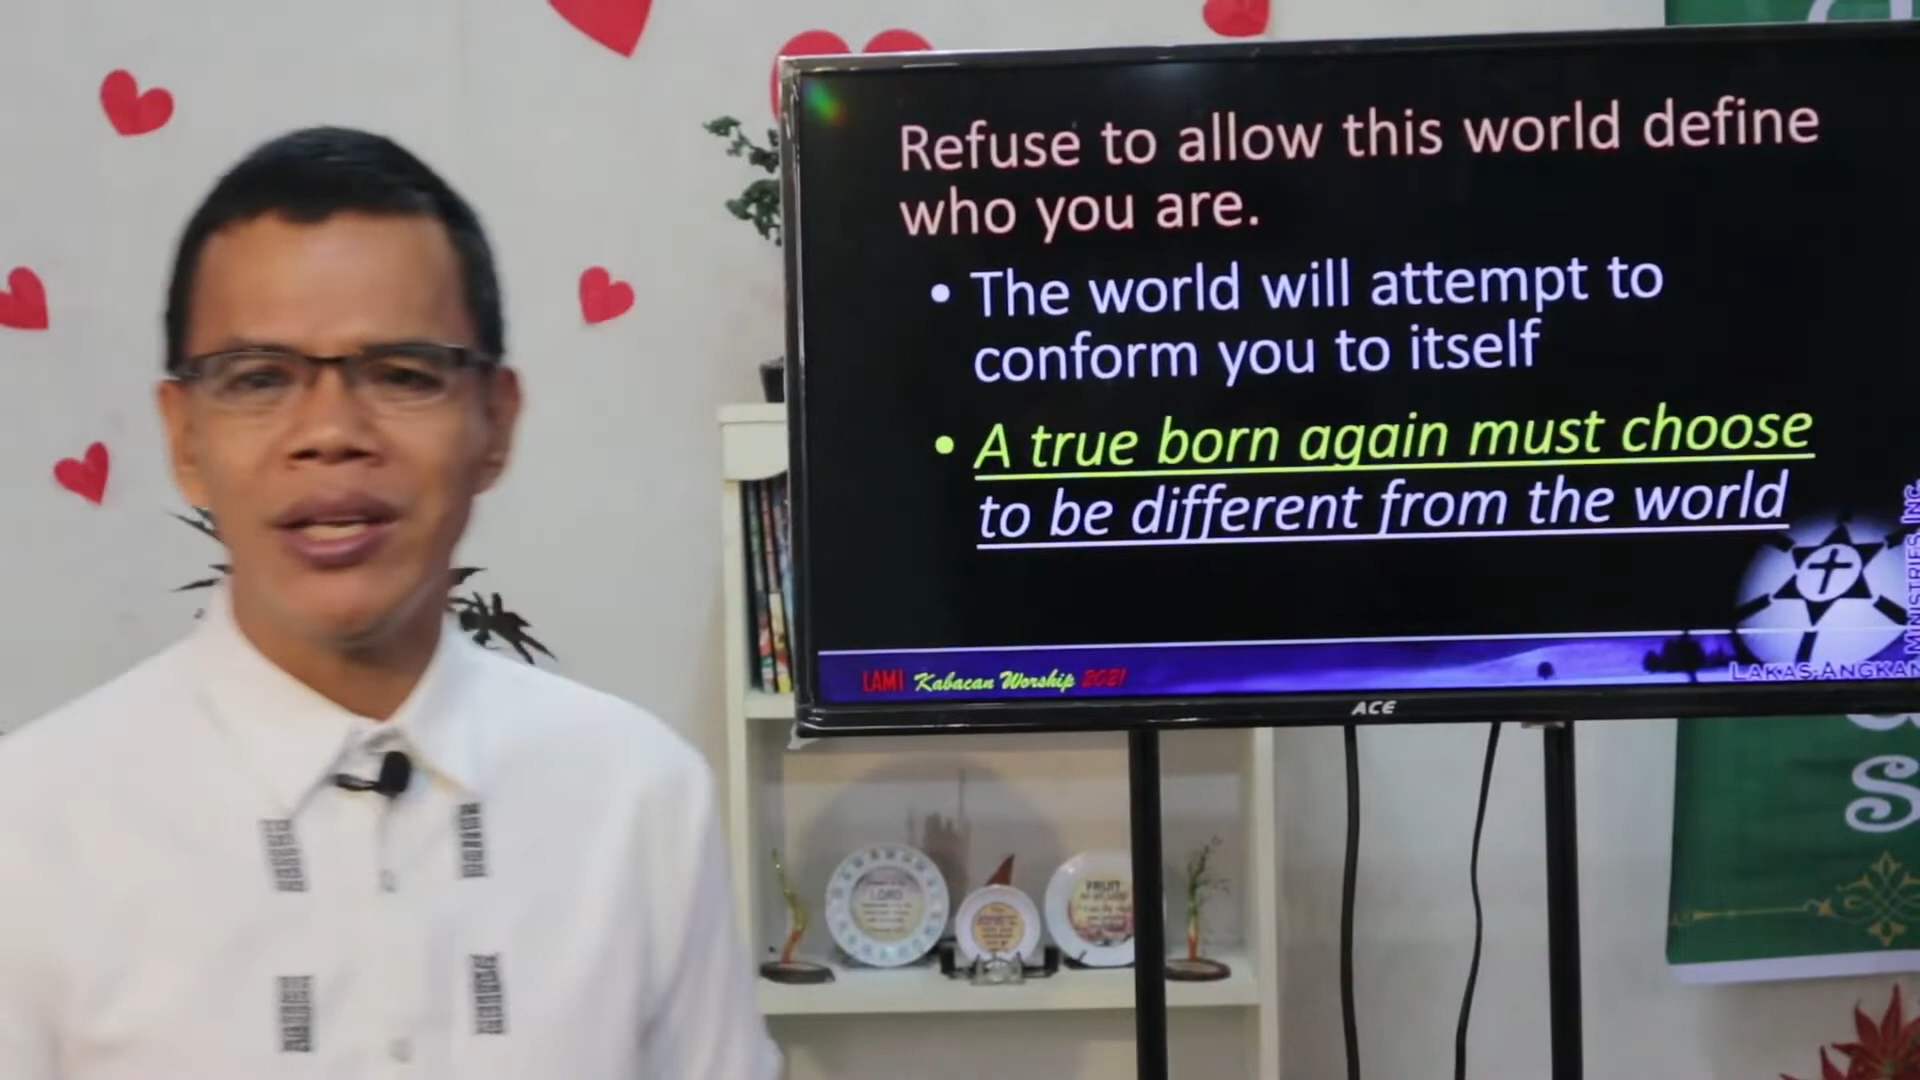 Refuse to allow this world define
who you are.
• The world will attempt to
conform you to itself
• A true born again must choose
to be different from the world
MINISTRIES INC.
LAKAS-ANGKAN
LAMI Kabacan Worship 2021
ACE
s
LORD
FRUIT